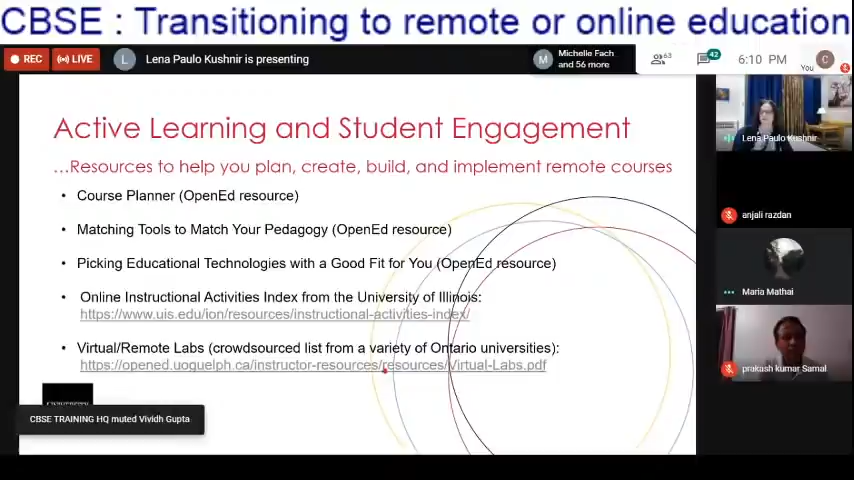 CBSE : Transitioning to remote or online education
REC
LIVE
L
Lena Paulo Kushnir is presenting
M
Michelle Fach
and 56 more
63
42
6:10 PM
You
C
Active Learning and Student Engagement
...Resources to help you plan, create, build, and implement remote courses
• Course Planner (OpenEd resource)
• Matching Tools to Match Your Pedagogy (OpenEd resource)
• Picking Educational Technologies with a Good Fit for You (OpenEd resource)
• Online Instructional Activities Index from the University of Illinois:
https://www.uis.edu/ion/resources/instructional-activities-index/
• Virtual/Remote Labs (crowdsourced list from a variety of Ontario universities):
https://opened.uoguelph.ca/instructor-resources/resources/Virtual-Labs.pdf
CBSE TRAINING HQ muted Vividh Gupta
Lena Paulo Kushnir
anjali razdan
Maria Mathai
prakash kumar Samal